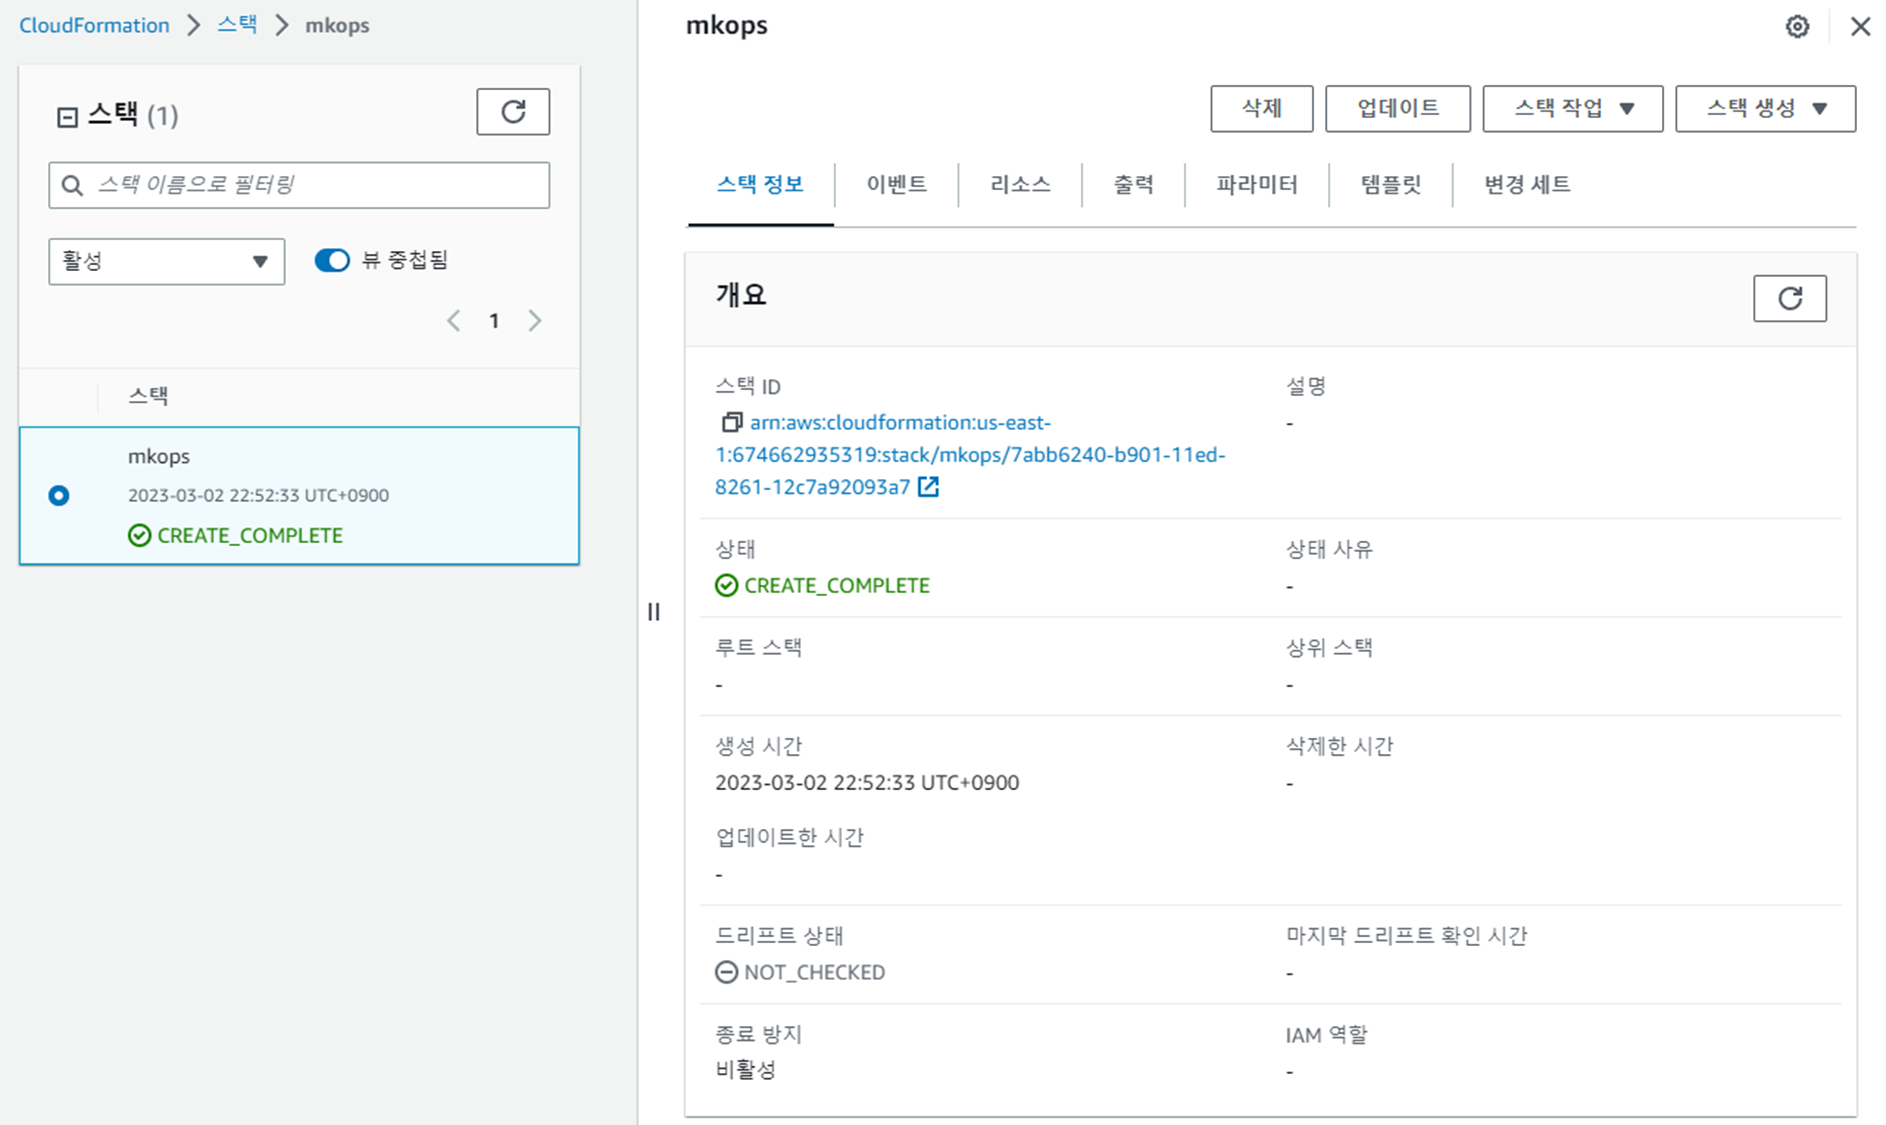 CloudFormation > 스택 > mkops
스택 (1)
스택 이름으로 필터링
활성
뷰 중첩됨
1
스택
mkops
2023-03-02 22:52:33 UTC+0900
CREATE_COMPLETE
mkops
삭제
업데이트
스택 작업
스택 생성
스택 정보
이벤트
리소스
출력
파라미터
템플릿
변경 세트
개요
스택 ID
arn:aws:cloudformation:us-east-
1:674662935319:stack/mkops/7abb6240-b901-11ed-
8261-12c7a92093a7
설명
-
상태
CREATE_COMPLETE
상태 사유
-
루트 스택
-
상위 스택
-
생성 시간
2023-03-02 22:52:33 UTC+0900
삭제한 시간
-
업데이트한 시간
-
드리프트 상태
NOT_CHECKED
마지막 드리프트 확인 시간
-
종료 방지
비활성
IAM 역할
-